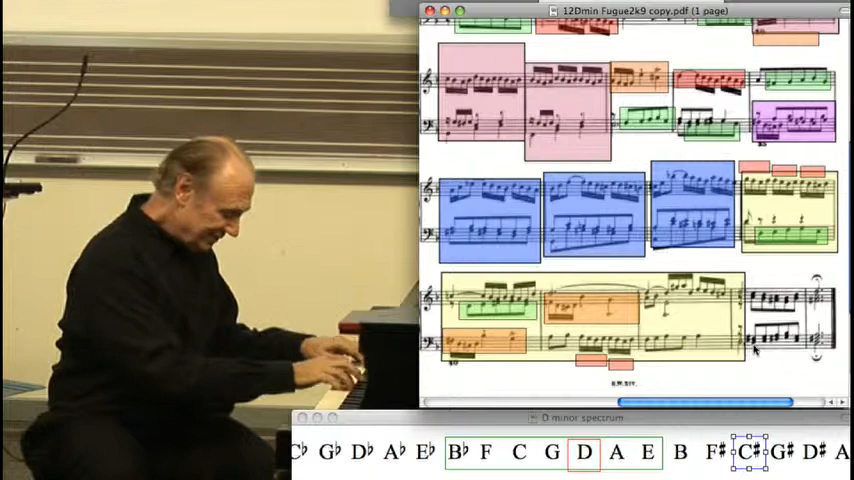 12Dmin Fugue2k9 copy.pdf (1 page)
D minor spectrum
C♭ G♭ D♭ A♭ E♭ B♭ F C G D A E B F♯ C♯ G♯ D♯ A